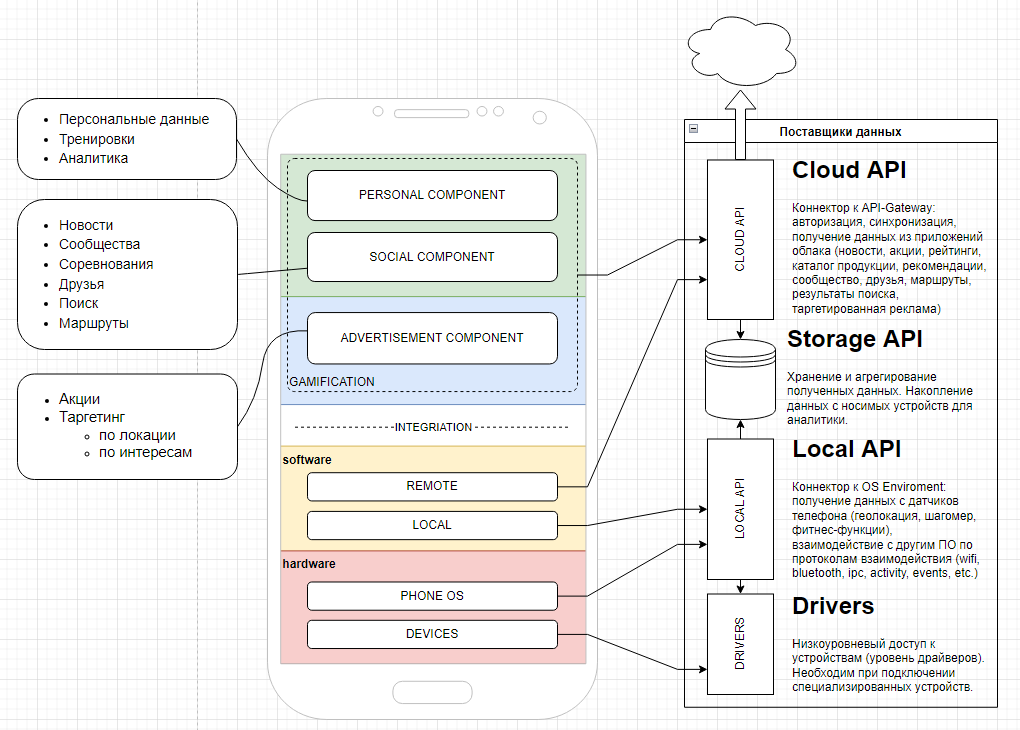 Персональные данные
Тренировки
Аналитика
Новости
Сообщества
Соревнования
Друзья
Поиск
Маршруты
Акции
Таргетинг
по локации
по интересам
PERSONAL COMPONENT
SOCIAL COMPONENT
ADVERTISEMENT COMPONENT
GAMIFICATION
INTEGRIATION
software
REMOTE
LOCAL
hardware
PHONE OS
DEVICES
Поставщики данных
CLOUD API
Cloud API
Коннектор к API-Gateway:
авторизация, синхронизация,
получение данных из приложений
облака (новости, акции, рейтинги,
каталог продукции, рекомендации,
сообщество, друзья, маршруты,
результаты поиска,
таргетированная реклама)
Storage API
Хранение и агрегирование
полученных данных. Накопление
данных с носимых устройств для
аналитики.
LOCAL API
Local API
Коннектор к OS Enviroment:
получение данных с датчиков
телефона (геолокация, шагомер,
фитнес-функции),
взаимодействие с другим ПО по
протоколам взаимодействия (wifi,
bluetooth, ipc, activity, events, etc.)
DRIVERS
Drivers
Низкоуровневый доступ к
устройствам (уровень драйверов).
Необходим при подключении
специализированных устройств.